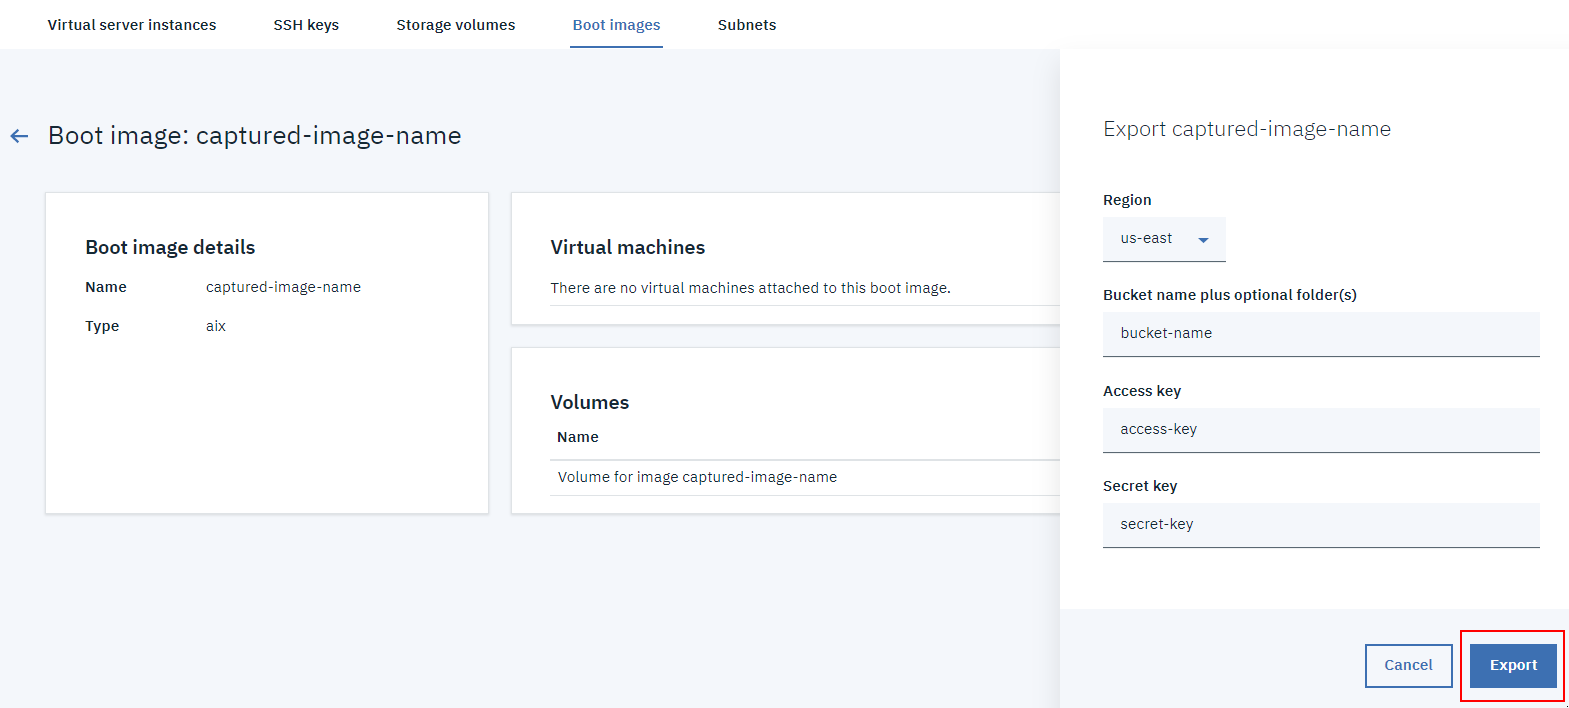 Virtual server instances
SSH keys
Storage volumes
Boot images
Subnets
Boot image: captured-image-name
Boot image details
Name captured-image-name
Type aix
Virtual machines
There are no virtual machines attached to this boot image.
Volumes
Name
Volume for image captured-image-name
Export captured-image-name
Region
us-east
Bucket name plus optional folder(s)
bucket-name
Access key
access-key
Secret key
secret-key
Cancel
Export